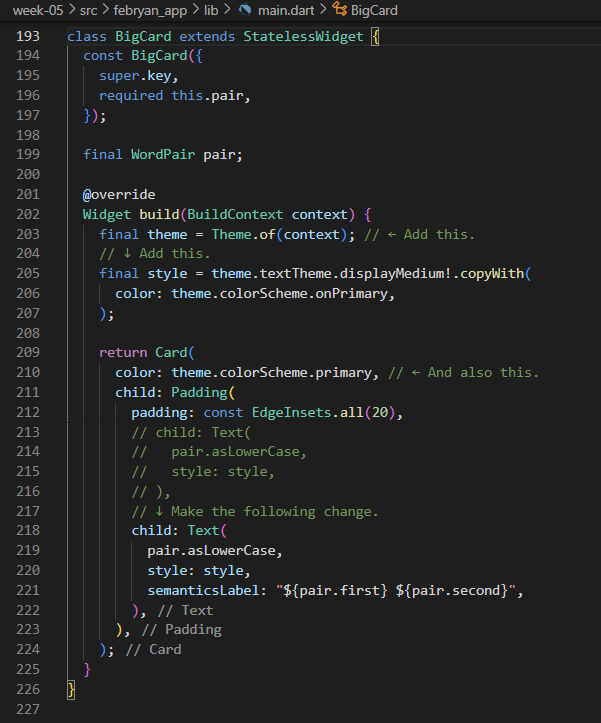 week-05 > src > febryan_app > lib > main.dart > BigCard
193 class BigCard extends StatelessWidget {
194   const BigCard({
195     super.key,
196     required this.pair,
197   });
198
199   final WordPair pair;
200
201   @override
202   Widget build(BuildContext context) {
203     final theme = Theme.of(context); // ← Add this.
204     // ↓ Add this.
205     final style = theme.textTheme.displayMedium!.copyWith(
206       color: theme.colorScheme.onPrimary,
207     );
208
209     return Card(
210       color: theme.colorScheme.primary, // ← And also this.
211       child: Padding(
212         padding: const EdgeInsets.all(20),
213         // child: Text(
214         //   pair.asLowerCase,
215         //   style: style,
216         // ),
217         // ↓ Make the following change.
218         child: Text(
219           pair.asLowerCase,
220           style: style,
221           semanticsLabel: "${pair.first} ${pair.second}",
222         ), // Text
223       ), // Padding
224     ); // Card
225   }
226 }
227